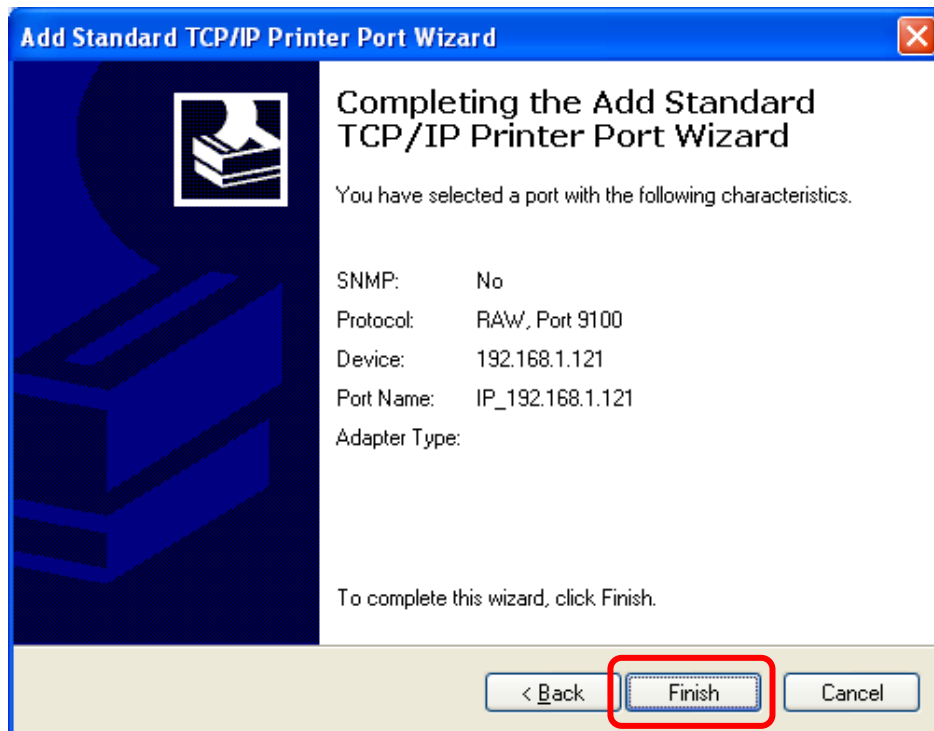 Add Standard TCP/IP Printer Port Wizard
Completing the Add Standard
TCP/IP Printer Port Wizard
You have selected a port with the following characteristics.
SNMP: No
Protocol: RAW, Port 9100
Device: 192.168.1.121
Port Name: IP_192.168.1.121
Adapter Type:
To complete this wizard, click Finish.
< Back Finish Cancel